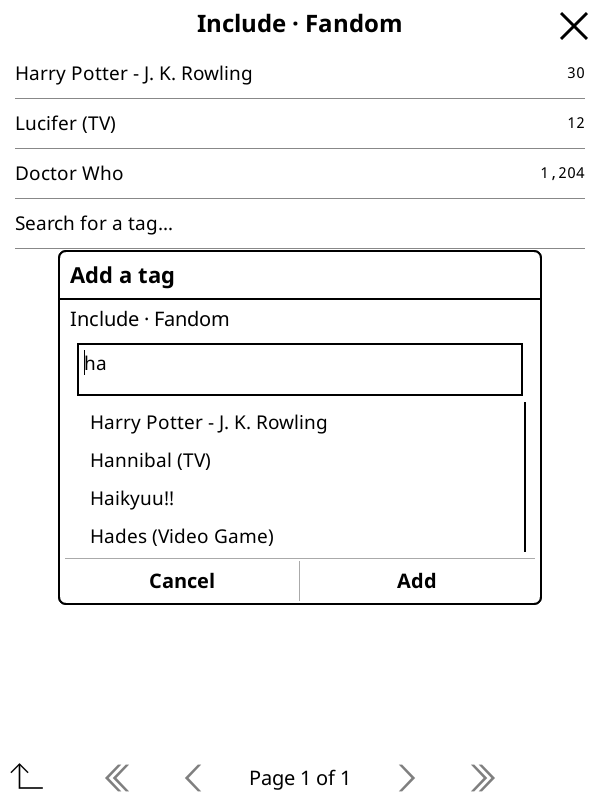 Include · Fandom
Harry Potter - J. K. Rowling 30
Lucifer (TV) 12
Doctor Who 1,204
Search for a tag...
Add a tag
Include · Fandom
ha
Harry Potter - J. K. Rowling
Hannibal (TV)
Haikyuu!!
Hades (Video Game)
Cancel Add
Page 1 of 1